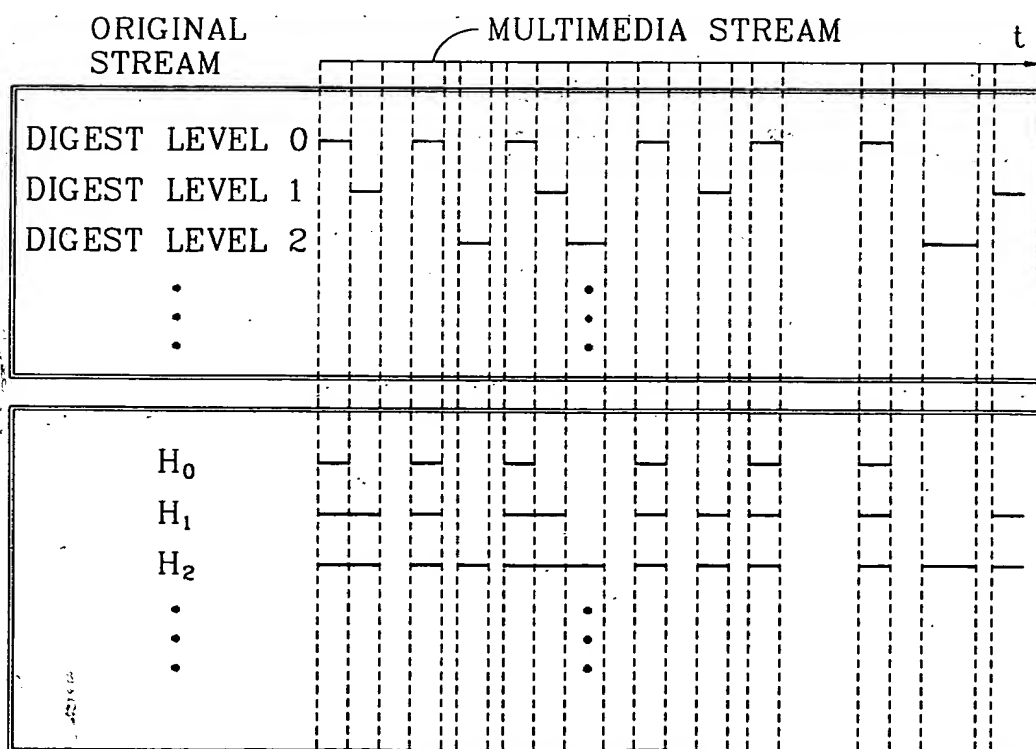 ORIGINAL
STREAM
MULTIMEDIA STREAM
t
DIGEST LEVEL 0
DIGEST LEVEL 1
DIGEST LEVEL 2
H₀
H₁
H₂